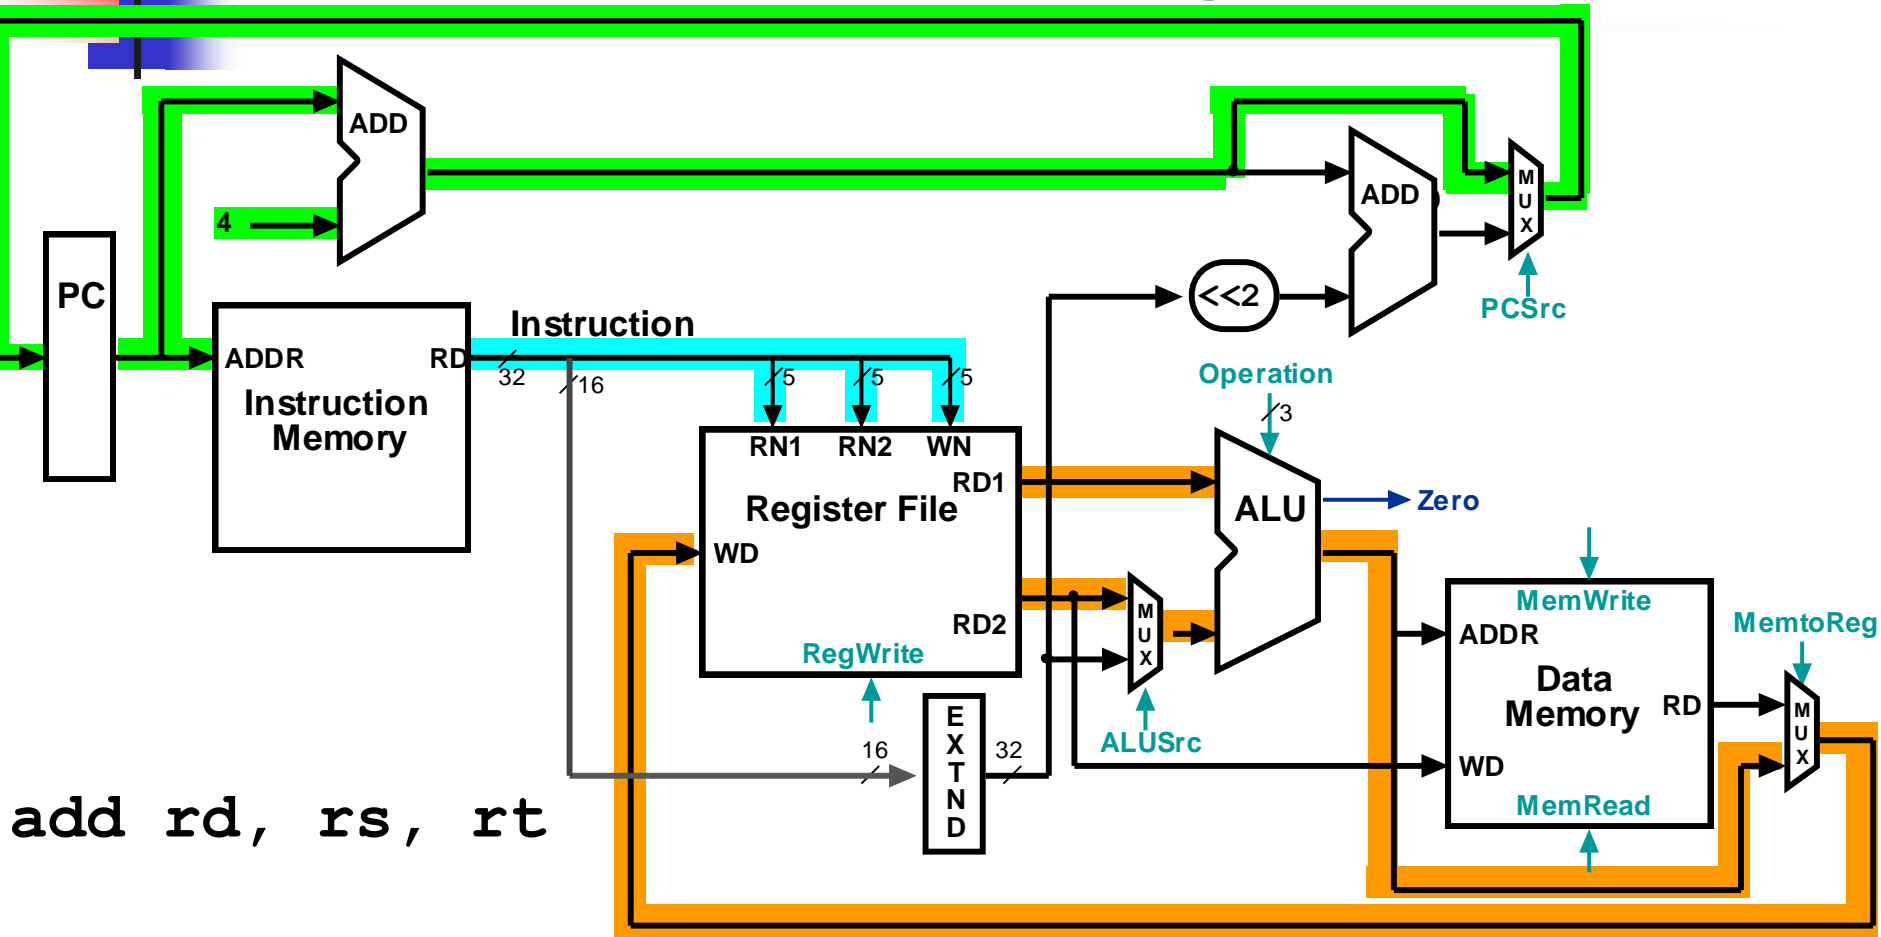 ADD
4
PC
ADDR
RD
Instruction
Memory
Instruction
32
16
5
5
5
RN1
RN2
WN
RD1
Register File
WD
RD2
RegWrite
16
E
X
T
N
D
32
<<2
ADD
M
U
X
PCSrc
Operation
3
ALU
Zero
M
U
X
ALUSrc
MemWrite
ADDR
Data
Memory
RD
WD
MemRead
MemtoReg
M
U
X
add rd, rs, rt